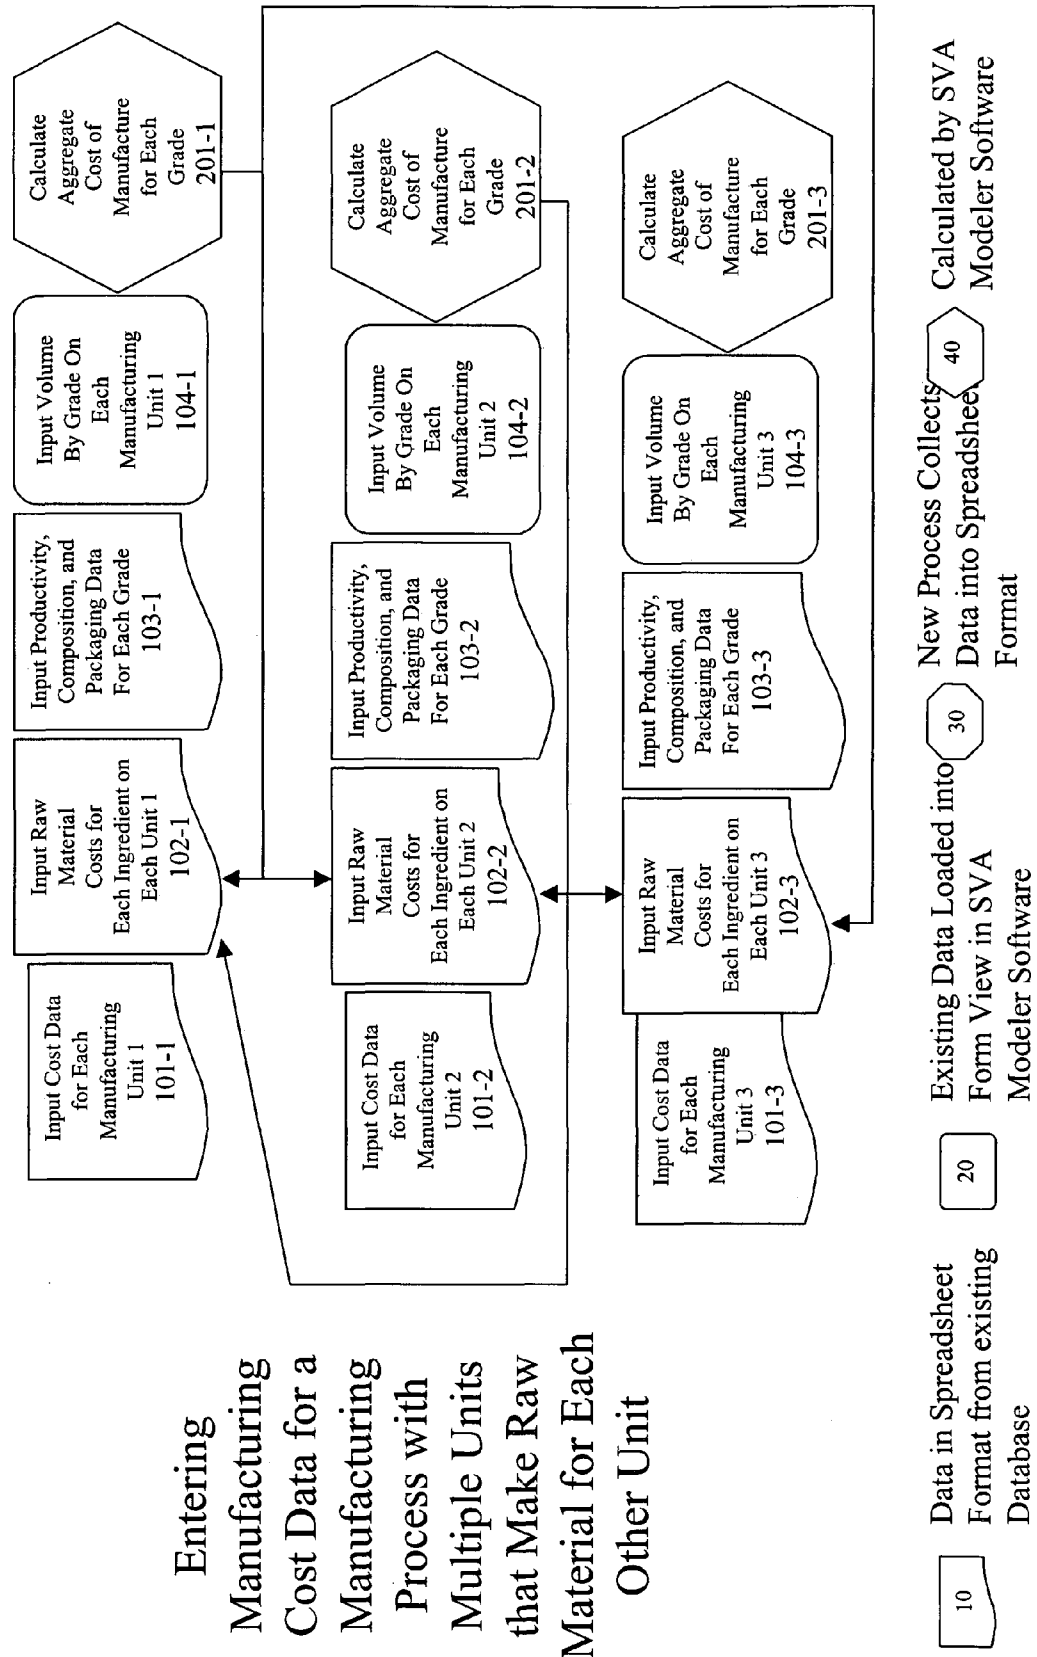 Entering
Manufacturing
Cost Data for a
Manufacturing
Process with
Multiple Units
that Make Raw
Material for Each
Other Unit
Input Cost Data
for Each
Manufacturing
Unit 1
101-1
Input Raw
Material
Costs for
Each Ingredient on
Each Unit 1
102-1
Input Productivity,
Composition, and
Packaging Data
For Each Grade
103-1
Input Volume
By Grade On
Each
Manufacturing
Unit 1
104-1
Calculate
Aggregate
Cost of
Manufacture
for Each
Grade
201-1
Input Cost Data
for Each
Manufacturing
Unit 2
101-2
Input Raw
Material
Costs for
Each Ingredient on
Each Unit 2
102-2
Input Productivity,
Composition, and
Packaging Data
For Each Grade
103-2
Input Volume
By Grade On
Each
Manufacturing
Unit 2
104-2
Calculate
Aggregate
Cost of
Manufacture
for Each
Grade
201-2
Input Cost Data
for Each
Manufacturing
Unit 3
101-3
Input Raw
Material
Costs for
Each Ingredient on
Each Unit 3
102-3
Input Productivity,
Composition, and
Packaging Data
For Each Grade
103-3
Input Volume
By Grade On
Each
Manufacturing
Unit 3
104-3
Calculate
Aggregate
Cost of
Manufacture
for Each
Grade
201-3
10
Data in Spreadsheet
Format from existing
Database
20
Existing Data Loaded into
Form View in SVA
Modeler Software
30
New Process Collects
Data into Spreadsheet
Format
40
Calculated by SVA
Modeler Software